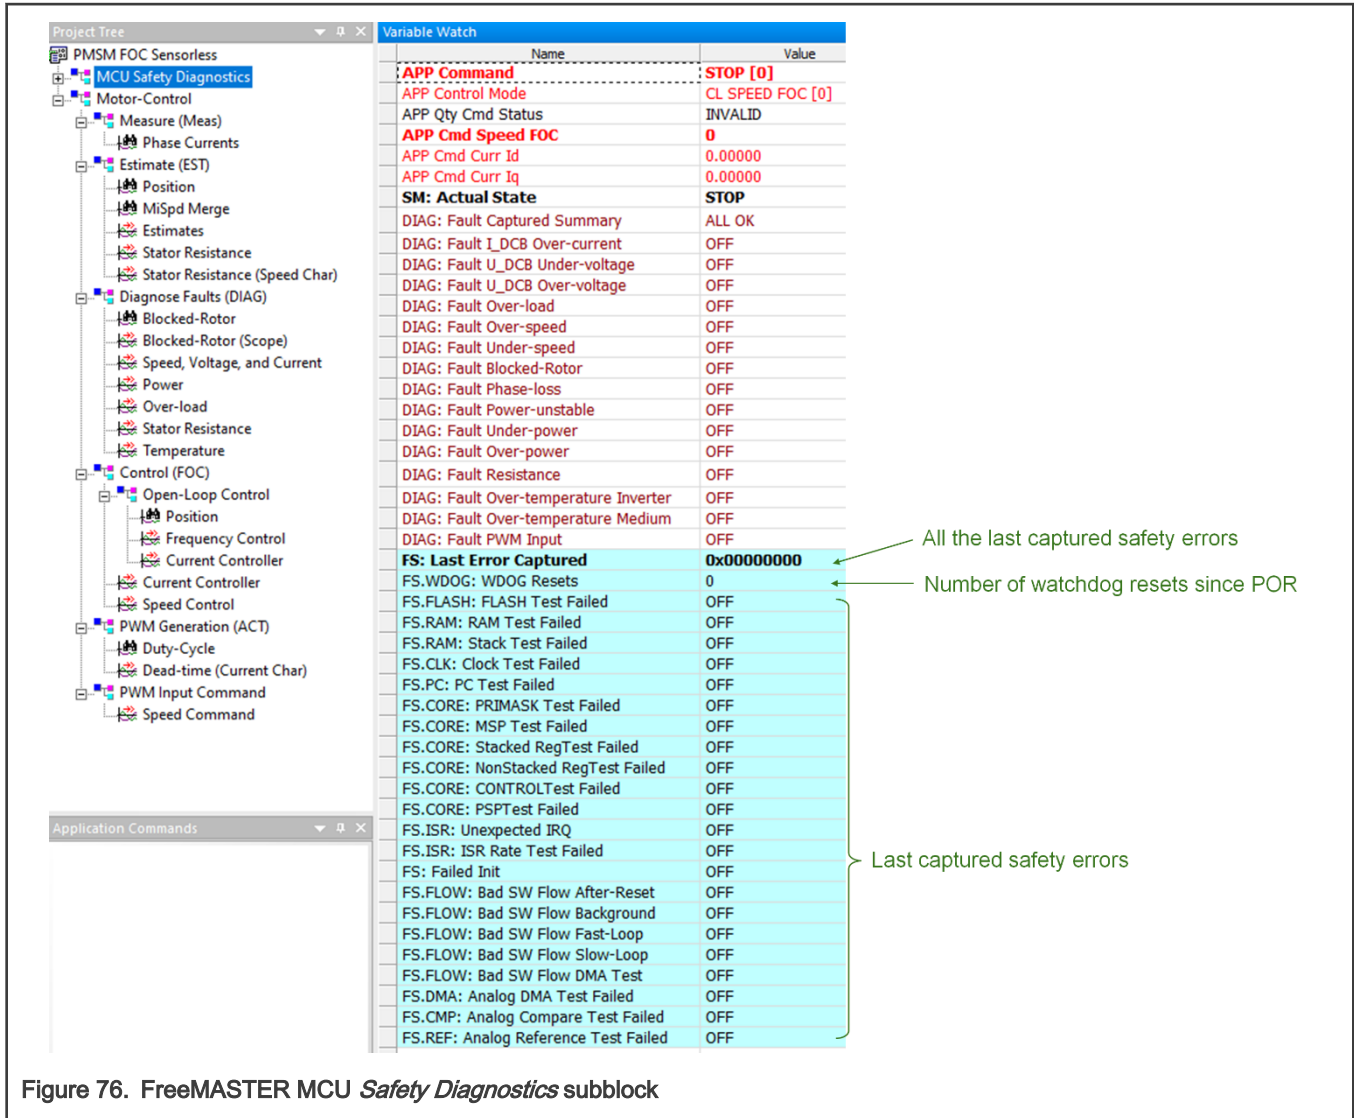 Project Tree
PMSM FOC Sensorless
MCU Safety Diagnostics
Motor-Control
Measure (Meas)
Phase Currents
Estimate (EST)
Position
MiSpd Merge
Estimates
Stator Resistance
Stator Resistance (Speed Char)
Diagnose Faults (DIAG)
Blocked-Rotor
Blocked-Rotor (Scope)
Speed, Voltage, and Current
Power
Over-load
Stator Resistance
Temperature
Control (FOC)
Open-Loop Control
Position
Frequency Control
Current Controller
Current Controller
Speed Control
PWM Generation (ACT)
Duty-Cycle
Dead-time (Current Char)
PWM Input Command
Speed Command
Application Commands
Variable Watch
Name Value
APP Command STOP [0]
APP Control Mode CL SPEED FOC [0]
APP Qty Cmd Status INVALID
APP Cmd Speed FOC 0
APP Cmd Curr Id 0.00000
APP Cmd Curr Iq 0.00000
SM: Actual State STOP
DIAG: Fault Captured Summary ALL OK
DIAG: Fault I_DCB Over-current OFF
DIAG: Fault U_DCB Under-voltage OFF
DIAG: Fault U_DCB Over-voltage OFF
DIAG: Fault Over-load OFF
DIAG: Fault Over-speed OFF
DIAG: Fault Under-speed OFF
DIAG: Fault Blocked-Rotor OFF
DIAG: Fault Phase-loss OFF
DIAG: Fault Power-unstable OFF
DIAG: Fault Under-power OFF
DIAG: Fault Over-power OFF
DIAG: Fault Resistance OFF
DIAG: Fault Over-temperature Inverter OFF
DIAG: Fault Over-temperature Medium OFF
DIAG: Fault PWM Input OFF
FS: Last Error Captured 0x00000000
FS.WDOG: WDOG Resets 0
FS.FLASH: FLASH Test Failed OFF
FS.RAM: RAM Test Failed OFF
FS.RAM: Stack Test Failed OFF
FS.CLK: Clock Test Failed OFF
FS.PC: PC Test Failed OFF
FS.CORE: PRIMASK Test Failed OFF
FS.CORE: MSP Test Failed OFF
FS.CORE: Stacked RegTest Failed OFF
FS.CORE: NonStacked RegTest Failed OFF
FS.CORE: CONTROLTest Failed OFF
FS.CORE: PSPTest Failed OFF
FS.ISR: Unexpected IRQ OFF
FS.ISR: ISR Rate Test Failed OFF
FS: Failed Init OFF
FS.FLOW: Bad SW Flow After-Reset OFF
FS.FLOW: Bad SW Flow Background OFF
FS.FLOW: Bad SW Flow Fast-Loop OFF
FS.FLOW: Bad SW Flow Slow-Loop OFF
FS.FLOW: Bad SW Flow DMA Test OFF
FS.DMA: Analog DMA Test Failed OFF
FS.CMP: Analog Compare Test Failed OFF
FS.REF: Analog Reference Test Failed OFF
All the last captured safety errors
Number of watchdog resets since POR
Last captured safety errors
Figure 76. FreeMASTER MCU Safety Diagnostics subblock